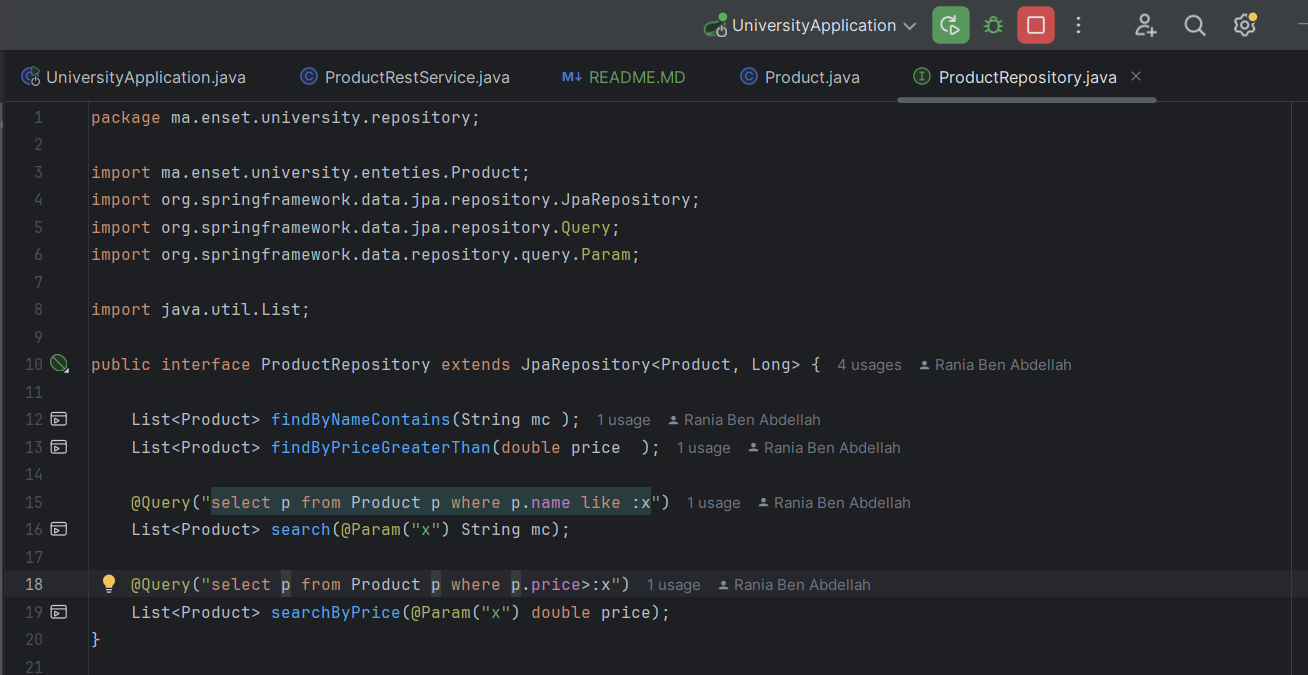 UniversityApplication
UniversityApplication.java ProductRestService.java M↓ README.MD Product.java ProductRepository.java
1 package ma.enset.university.repository;
2
3 import ma.enset.university.enteties.Product;
4 import org.springframework.data.jpa.repository.JpaRepository;
5 import org.springframework.data.jpa.repository.Query;
6 import org.springframework.data.repository.query.Param;
7
8 import java.util.List;
9
10 public interface ProductRepository extends JpaRepository<Product, Long> { 4 usages Rania Ben Abdellah
11
12 List<Product> findByNameContains(String mc ); 1 usage Rania Ben Abdellah
13 List<Product> findByPriceGreaterThan(double price  ); 1 usage Rania Ben Abdellah
14
15 @Query("select p from Product p where p.name like :x") 1 usage Rania Ben Abdellah
16 List<Product> search(@Param("x") String mc);
17
18 @Query("select p from Product p where p.price>:x") 1 usage Rania Ben Abdellah
19 List<Product> searchByPrice(@Param("x") double price);
20 }
21